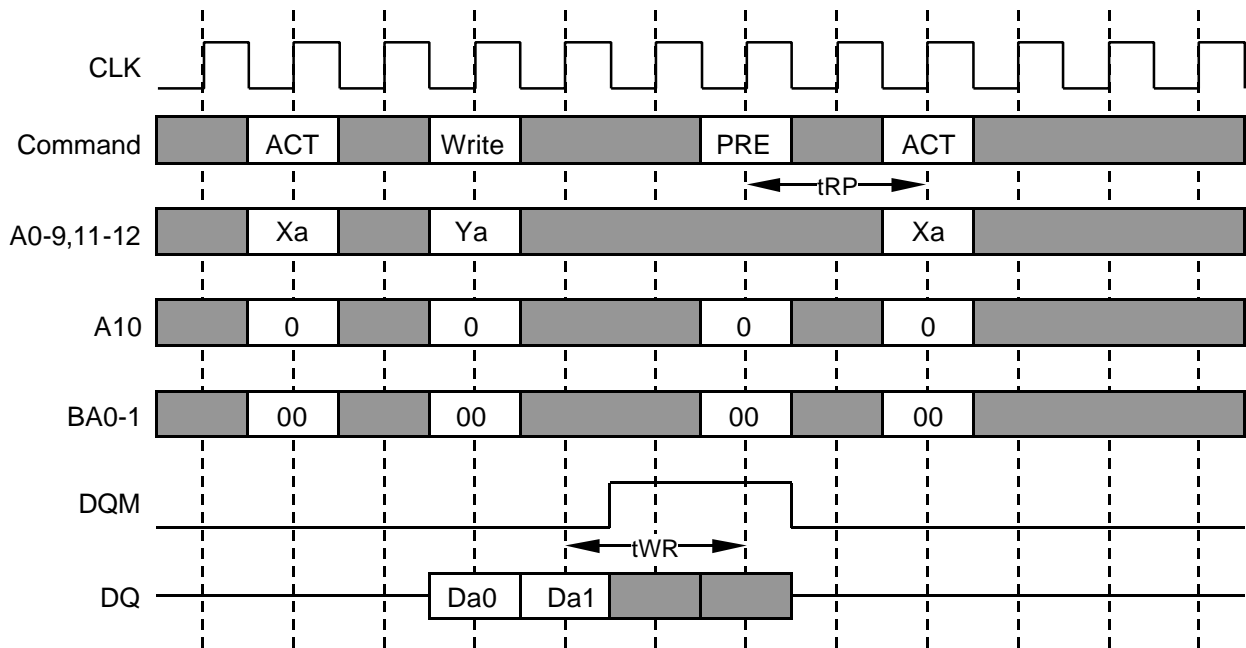 CLK
Command ACT Write PRE ACT
tRP
A0-9,11-12 Xa Ya Xa
A10 0 0 0 0
BA0-1 00 00 00 00
DQM
tWR
DQ Da0 Da1